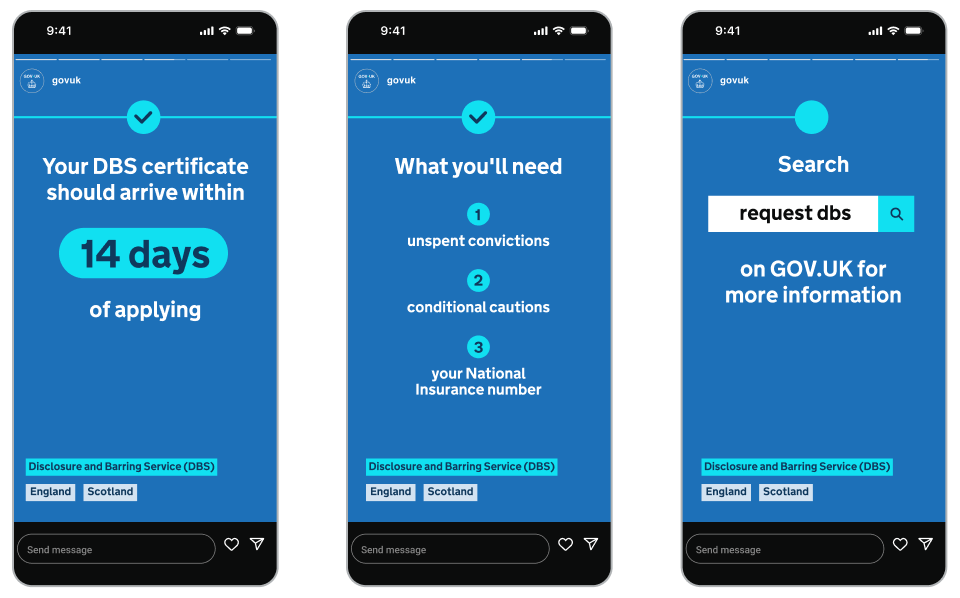 9:41
GOV.UK
govuk
Your DBS certificate
should arrive within
14 days
of applying
Disclosure and Barring Service (DBS)
England Scotland
Send message
9:41
GOV.UK
govuk
What you'll need
1
unspent convictions
2
conditional cautions
3
your National
Insurance number
Disclosure and Barring Service (DBS)
England Scotland
Send message
9:41
GOV.UK
govuk
Search
request dbs
on GOV.UK for
more information
Disclosure and Barring Service (DBS)
England Scotland
Send message